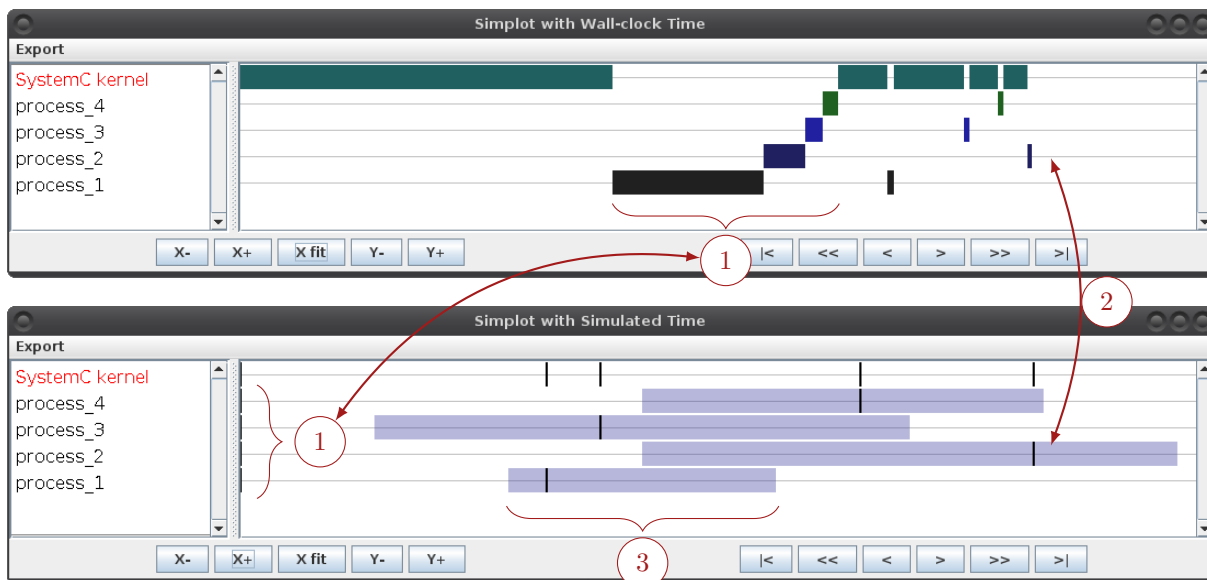 Simplot with Wall-clock Time
Export
SystemC kernel
process_4
process_3
process_2
process_1
X- X+ X fit Y- Y+ |< << < > >> >|
1
2
Simplot with Simulated Time
Export
SystemC kernel
process_4
process_3
process_2
process_1
1
X- X+ X fit Y- Y+ |< << < > >> >|
3